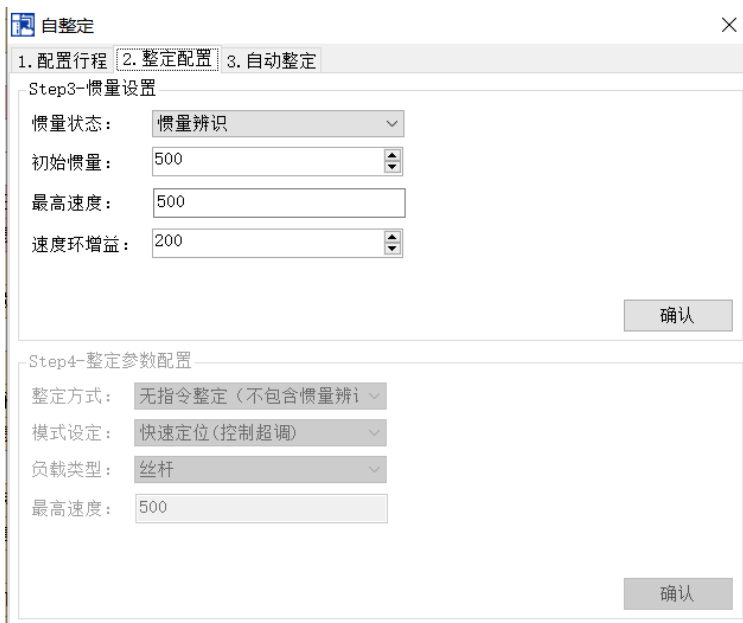 自整定
1.配置行程 2.整定配置 3.自动整定
Step3-惯量设置
惯量状态： 惯量辨识
初始惯量： 500
最高速度： 500
速度环增益： 200
确认
Step4-整定参数配置
整定方式： 无指令整定（不包含惯量辨
模式设定： 快速定位(控制超调)
负载类型： 丝杆
最高速度： 500
确认